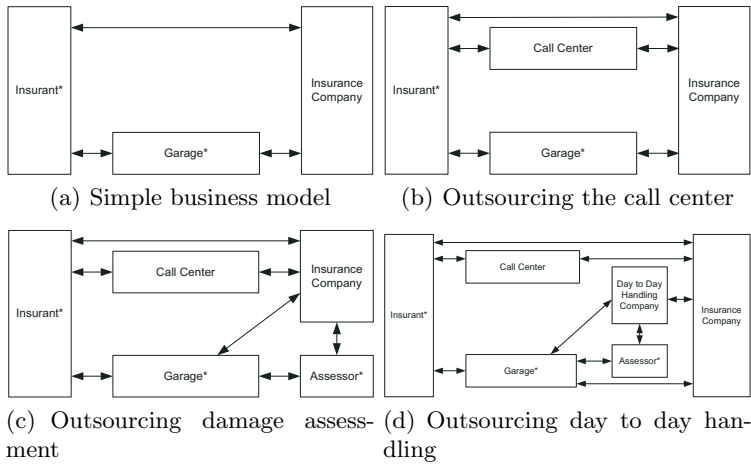 Insurant*
Insurance
Company
Garage*
(a) Simple business model
Insurant*
Call Center
Insurance
Company
Garage*
(b) Outsourcing the call center
Insurant*
Call Center
Insurance
Company
Garage*
Assessor*
(c) Outsourcing damage assess-
ment
Insurant*
Call Center
Day to Day
Handling
Company
Insurance
Company
Garage*
Assessor*
(d) Outsourcing day to day han-
dling